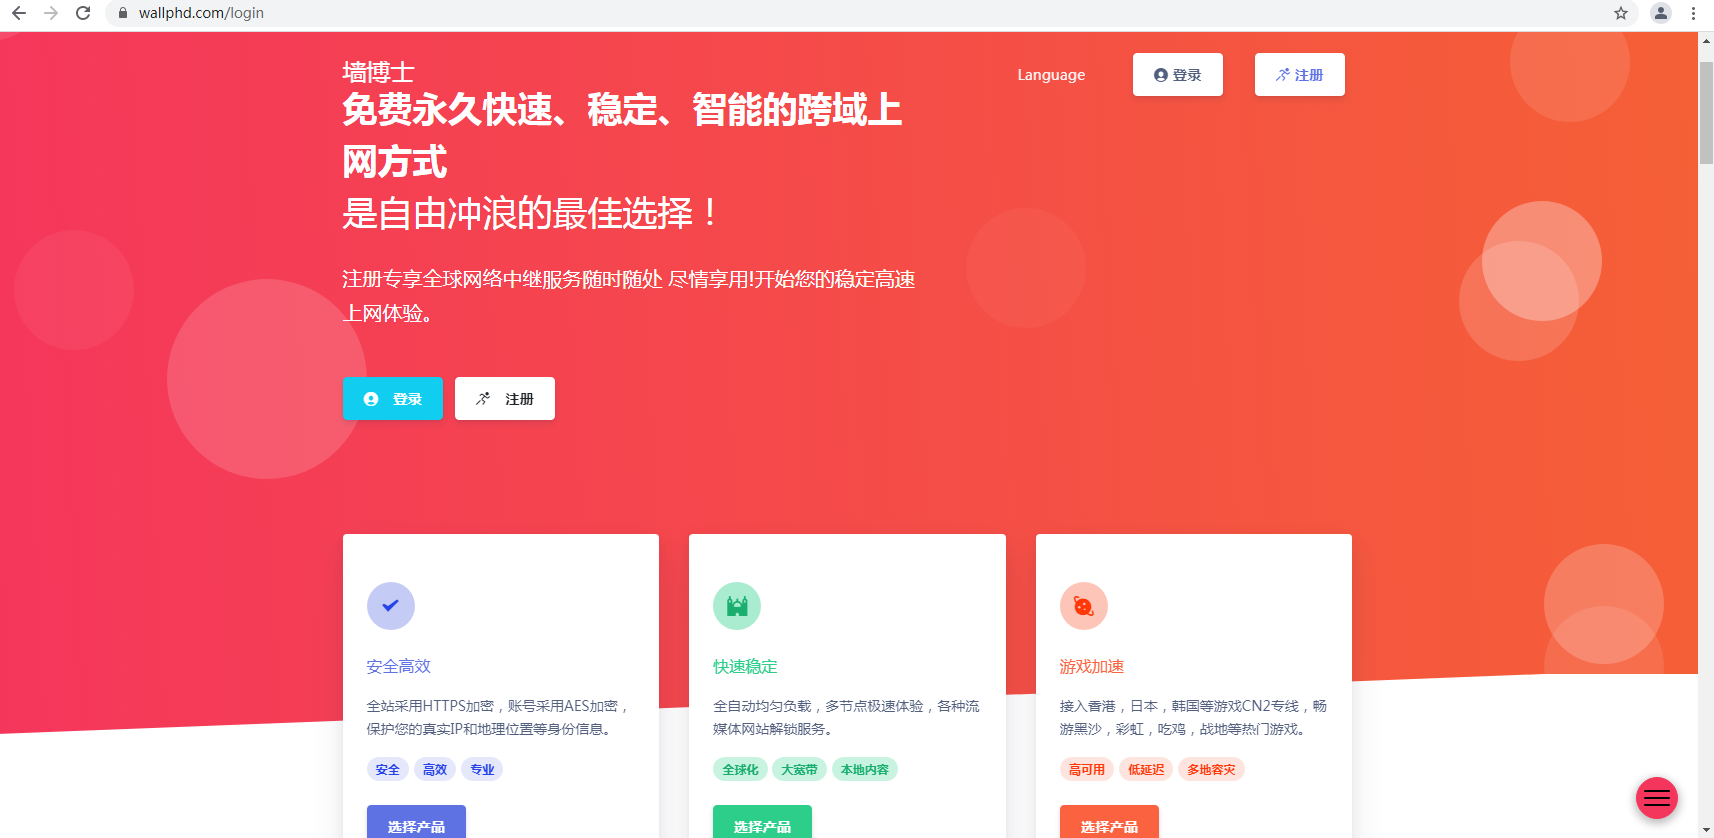 wallphd.com/login
墙博士
Language
登录
注册
免费永久快速、稳定、智能的跨域上
网方式
是自由冲浪的最佳选择！
注册专享全球网络中继服务随时随处 尽情享用!开始您的稳定高速
上网体验。
登录
注册
安全高效
全站采用HTTPS加密，账号采用AES加密，
保护您的真实IP和地理位置等身份信息。
安全 高效 专业
选择产品
快速稳定
全自动均匀负载，多节点极速体验，各种流
媒体网站解锁服务。
全球化 大宽带 本地内容
选择产品
游戏加速
接入香港，日本，韩国等游戏CN2专线，畅
游黑沙，彩虹，吃鸡，战地等热门游戏。
高可用 低延迟 多地容灾
选择产品